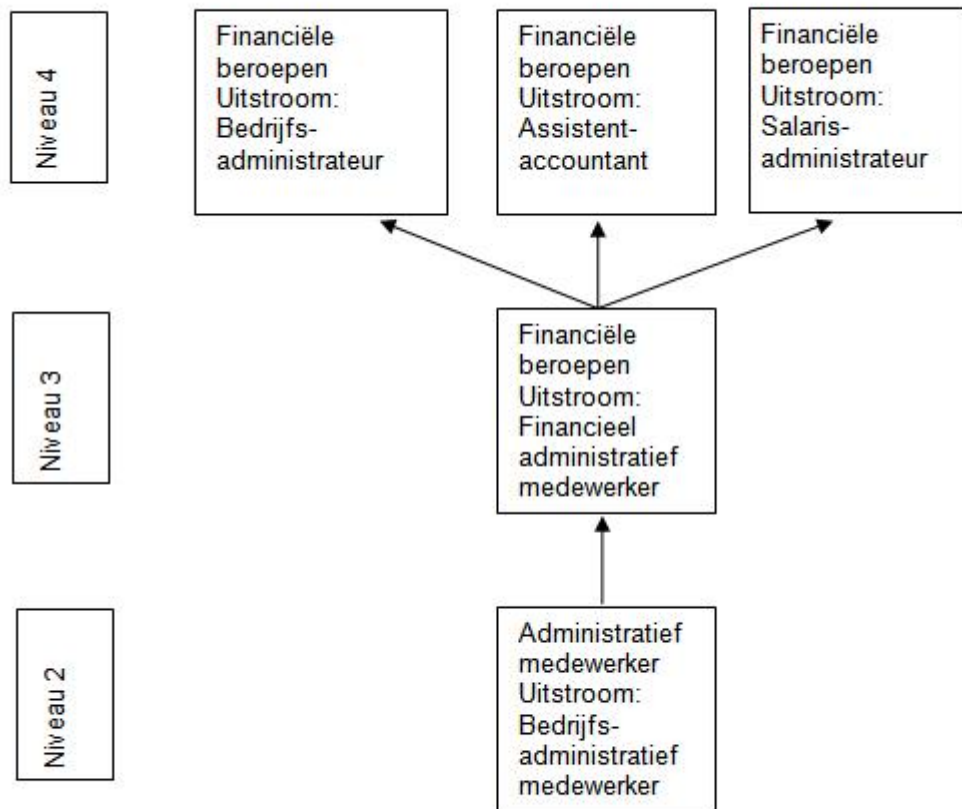 Niveau 4
Financiële
beroepen
Uitstroom:
Bedrijfs-
administrateur
Financiële
beroepen
Uitstroom:
Assistent-
accountant
Financiële
beroepen
Uitstroom:
Salaris-
administrateur
Niveau 3
Financiële
beroepen
Uitstroom:
Financieel
administratief
medewerker
Niveau 2
Administratief
medewerker
Uitstroom:
Bedrijfs-
administratief
medewerker